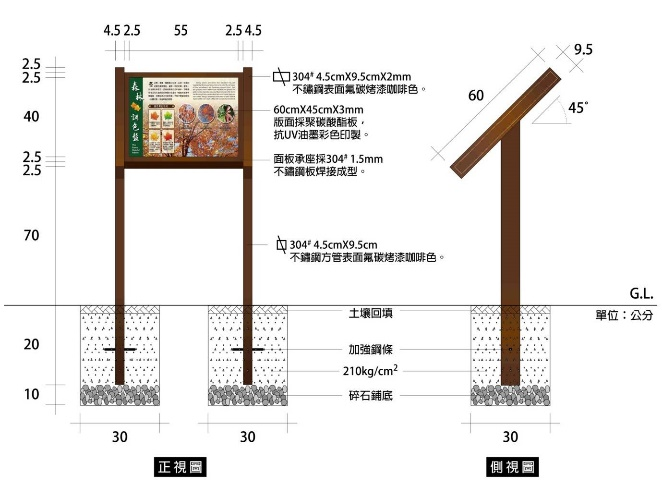 4.5 2.5 55 2.5 4.5
2.5
2.5
40
2.5
2.5
70
20
10
30
30
森林
調色盤
304# 4.5cmX9.5cmX2mm
不鏽鋼表面氟碳烤漆咖啡色。
60cmX45cmX3mm
版面採聚碳酸酯板，
抗UV油墨彩色印製。
面板承座採304# 1.5mm
不鏽鋼板焊接成型。
304# 4.5cmX9.5cm
不鏽鋼方管表面氟碳烤漆咖啡色。
土壤回填
加強鋼條
210kg/cm2
碎石鋪底
9.5
60
45°
G.L.
單位：公分
30
正視圖
側視圖